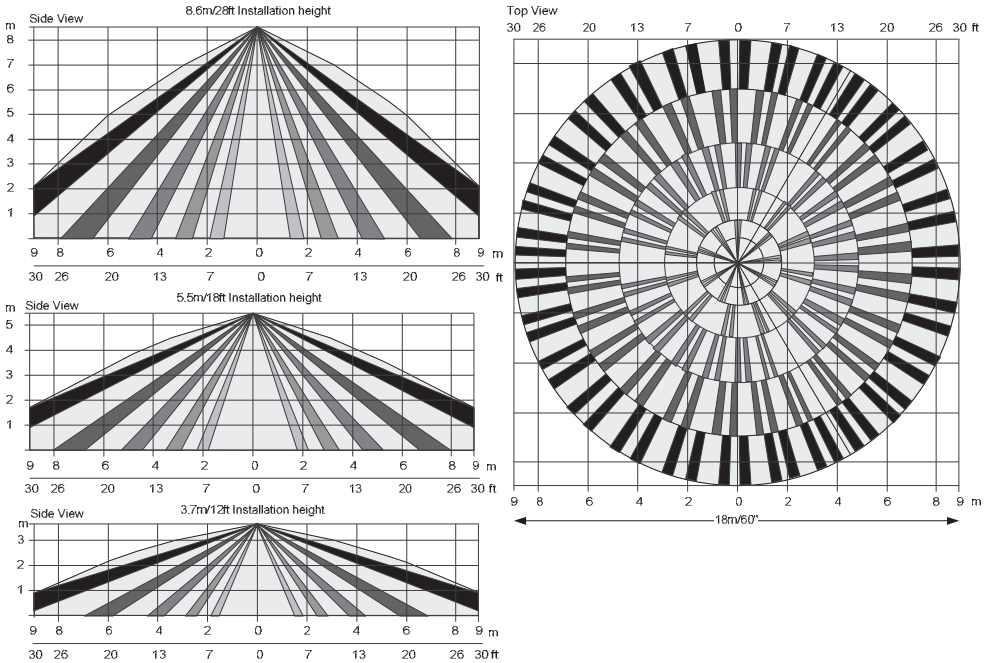 8.6m/28ft Installation height
Side View
m
8
7
6
5
4
3
2
1
9 8 6 4 2 0 2 4 6 8 9 m
30 26 20 13 7 0 7 13 20 26 30 ft
5.5m/18ft Installation height
m Side View
5
4
3
2
1
9 8 6 4 2 0 2 4 6 8 9 m
30 26 20 13 7 0 7 13 20 26 30 ft
3.7m/12ft Installation height
Side View
m
3
2
1
9 8 6 4 2 0 2 4 6 8 9 m
30 26 20 13 7 0 7 13 20 26 30 ft
Top View
30 26 20 13 7 0 7 13 20 26 30 ft
9 8 6 4 2 0 2 4 6 8 9 m
18m/60"